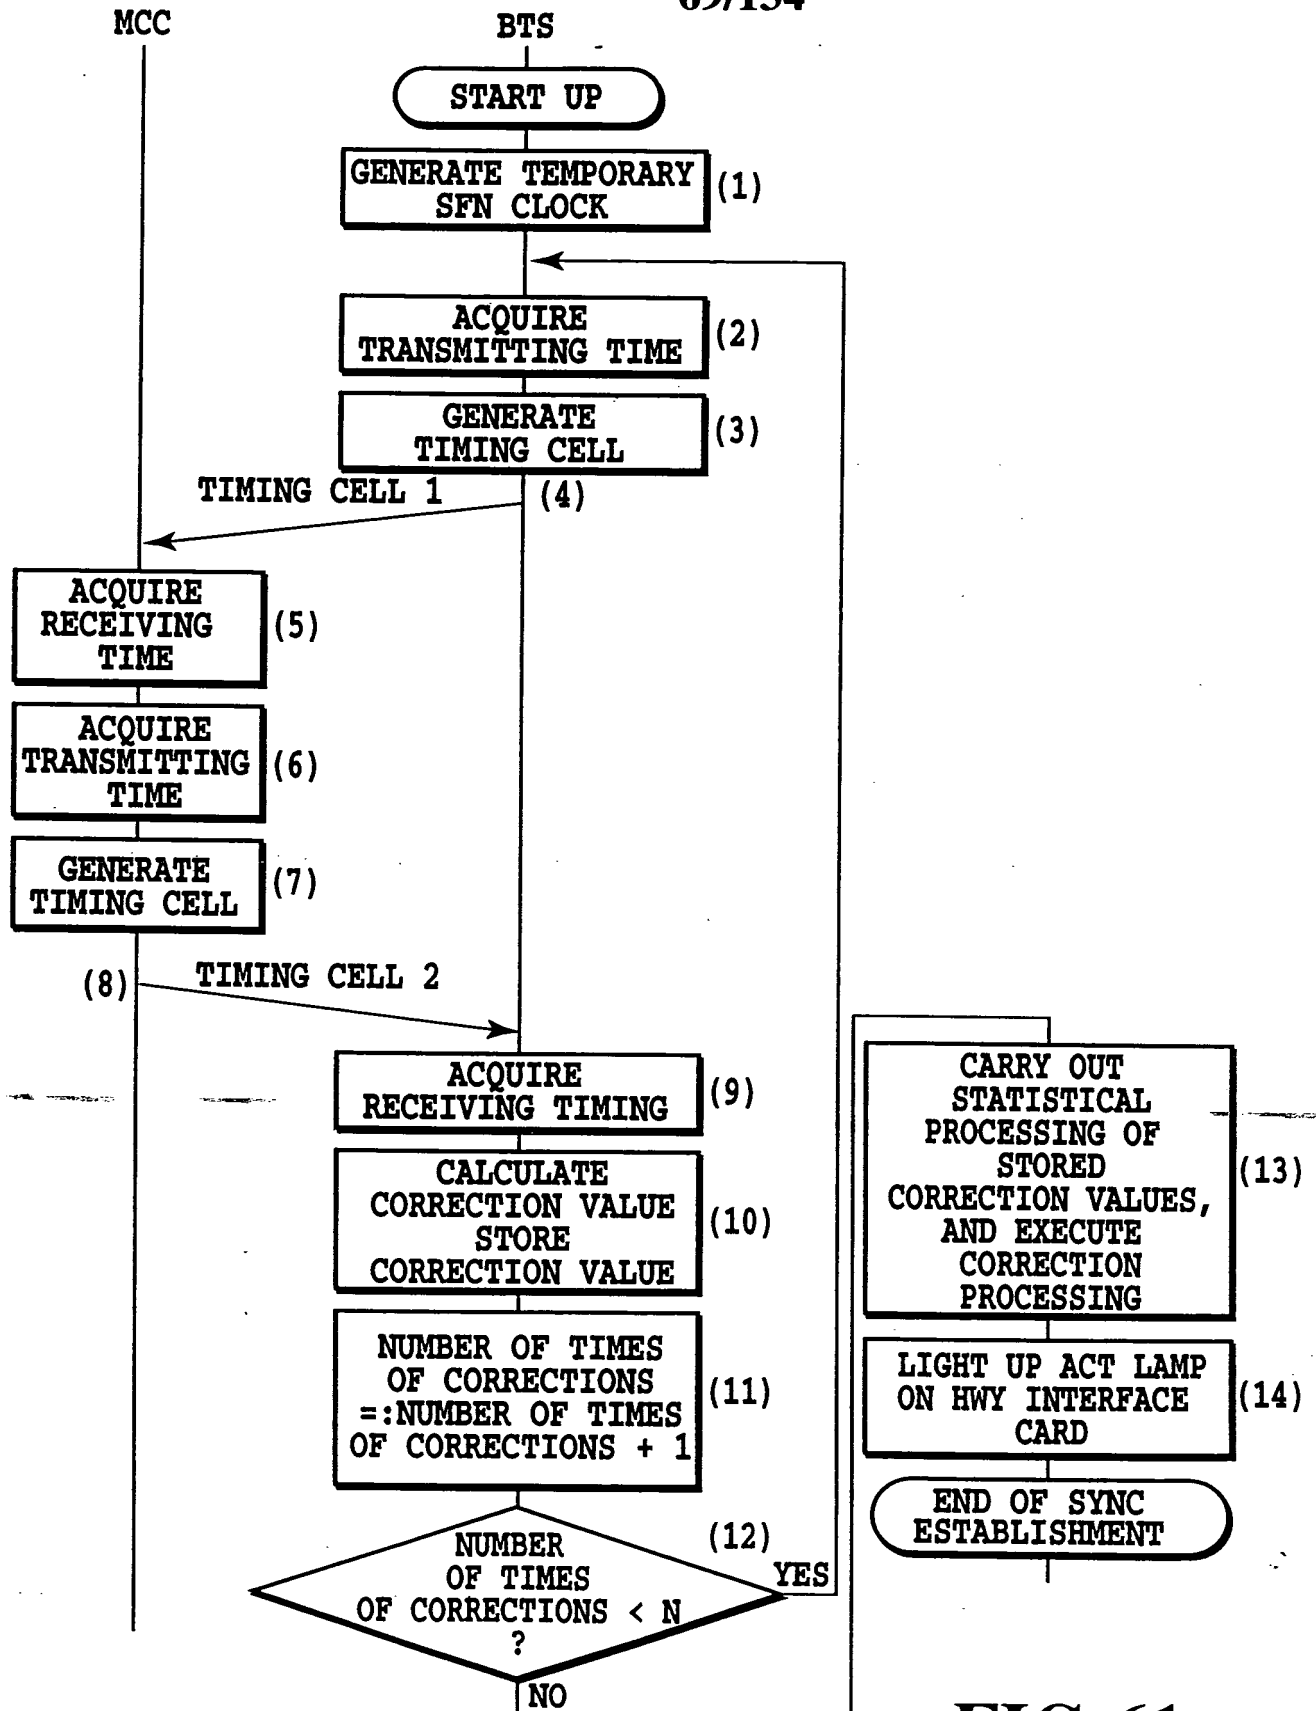 69/134
MCC
BTS
START UP
GENERATE TEMPORARY
SFN CLOCK
(1)
ACQUIRE
TRANSMITTING TIME
(2)
GENERATE
TIMING CELL
(3)
TIMING CELL 1
(4)
ACQUIRE
RECEIVING
TIME
(5)
ACQUIRE
TRANSMITTING
TIME
(6)
GENERATE
TIMING CELL
(7)
(8)
TIMING CELL 2
ACQUIRE
RECEIVING TIMING
(9)
CALCULATE
CORRECTION VALUE
STORE
CORRECTION VALUE
(10)
NUMBER OF TIMES
OF CORRECTIONS
=:NUMBER OF TIMES
OF CORRECTIONS + 1
(11)
NUMBER
OF TIMES
OF CORRECTIONS < N
?
(12)
YES
NO
CARRY OUT
STATISTICAL
PROCESSING OF
STORED
CORRECTION VALUES,
AND EXECUTE
CORRECTION
PROCESSING
(13)
LIGHT UP ACT LAMP
ON HWY INTERFACE
CARD
(14)
END OF SYNC
ESTABLISHMENT
FIG. 61